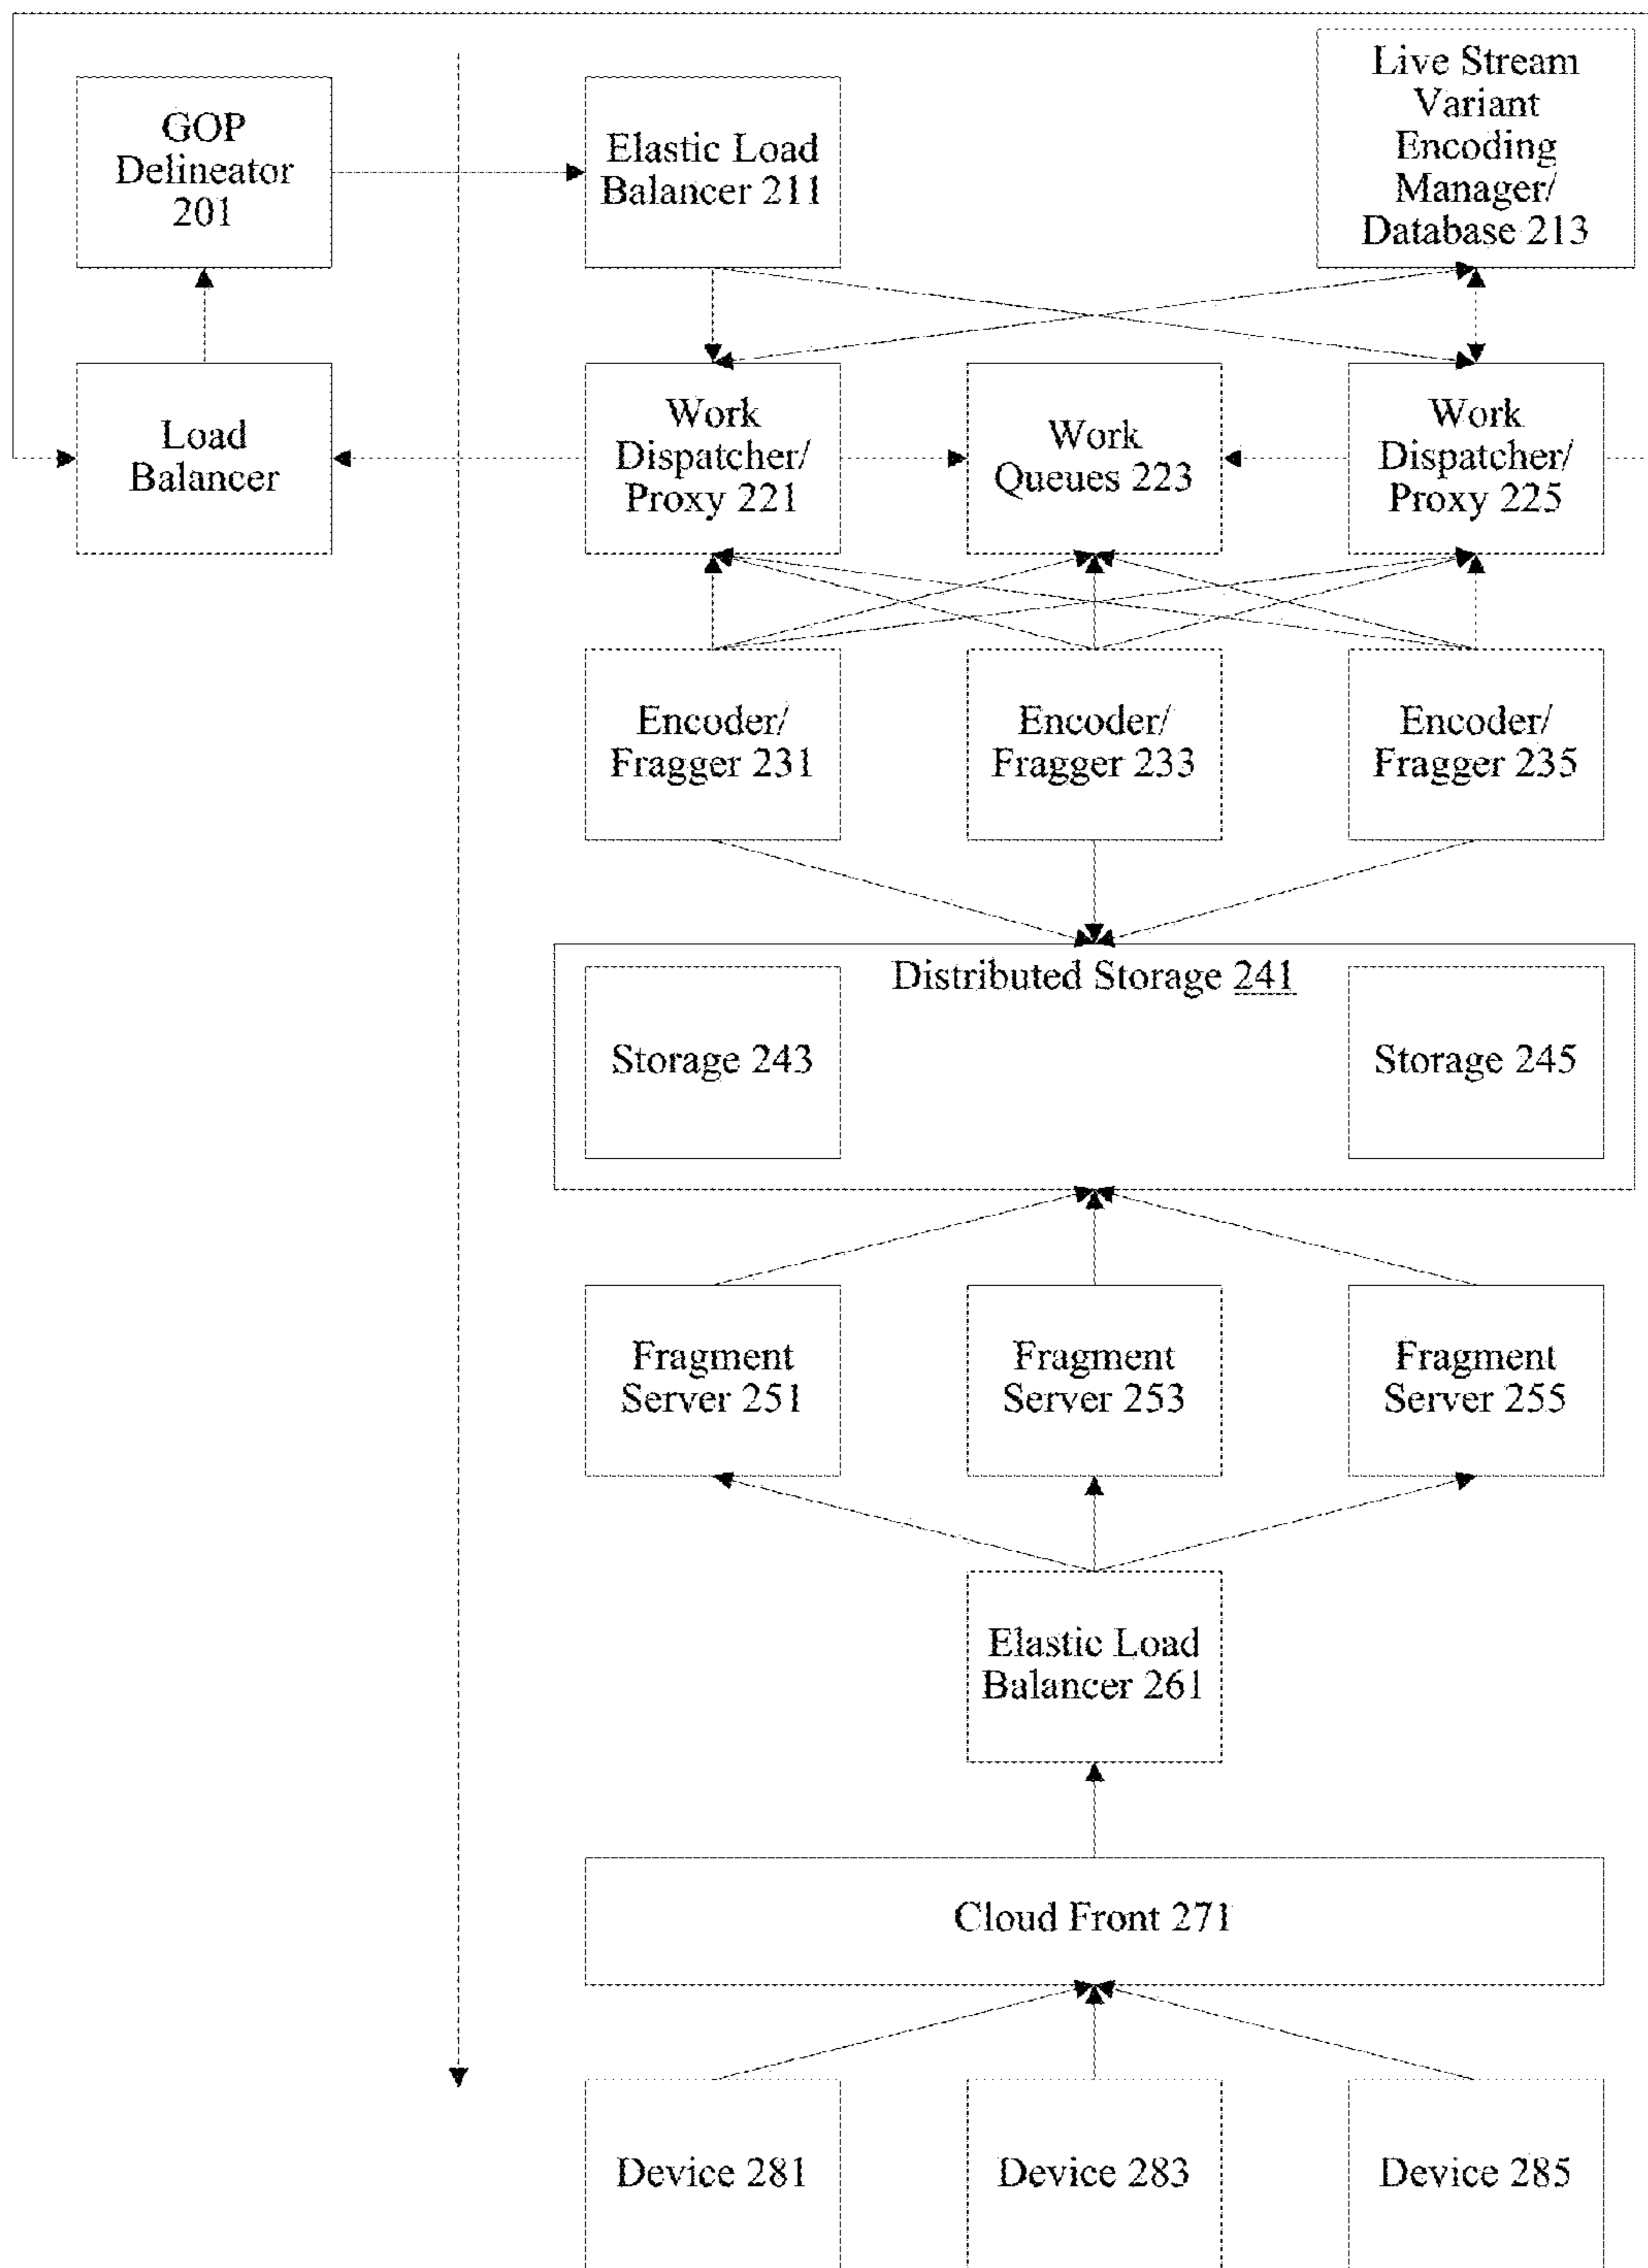 GOP
Delineator
201
Elastic Load
Balancer 211
Live Stream
Variant
Encoding
Manager/
Database 213
Load
Balancer
Work
Dispatcher/
Proxy 221
Work
Queues 223
Work
Dispatcher/
Proxy 225
Encoder/
Fragger 231
Encoder/
Fragger 233
Encoder/
Fragger 235
Distributed Storage 241
Storage 243
Storage 245
Fragment
Server 251
Fragment
Server 253
Fragment
Server 255
Elastic Load
Balancer 261
Cloud Front 271
Device 281
Device 283
Device 285